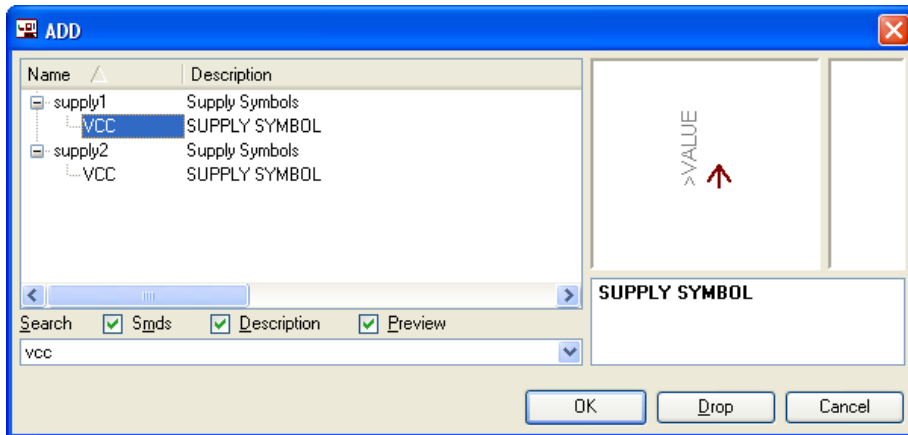 ADD
Name Description
supply1 Supply Symbols
VCC SUPPLY SYMBOL
supply2 Supply Symbols
VCC SUPPLY SYMBOL
>VALUE
SUPPLY SYMBOL
Search Smds Description Preview
vcc
OK Drop Cancel